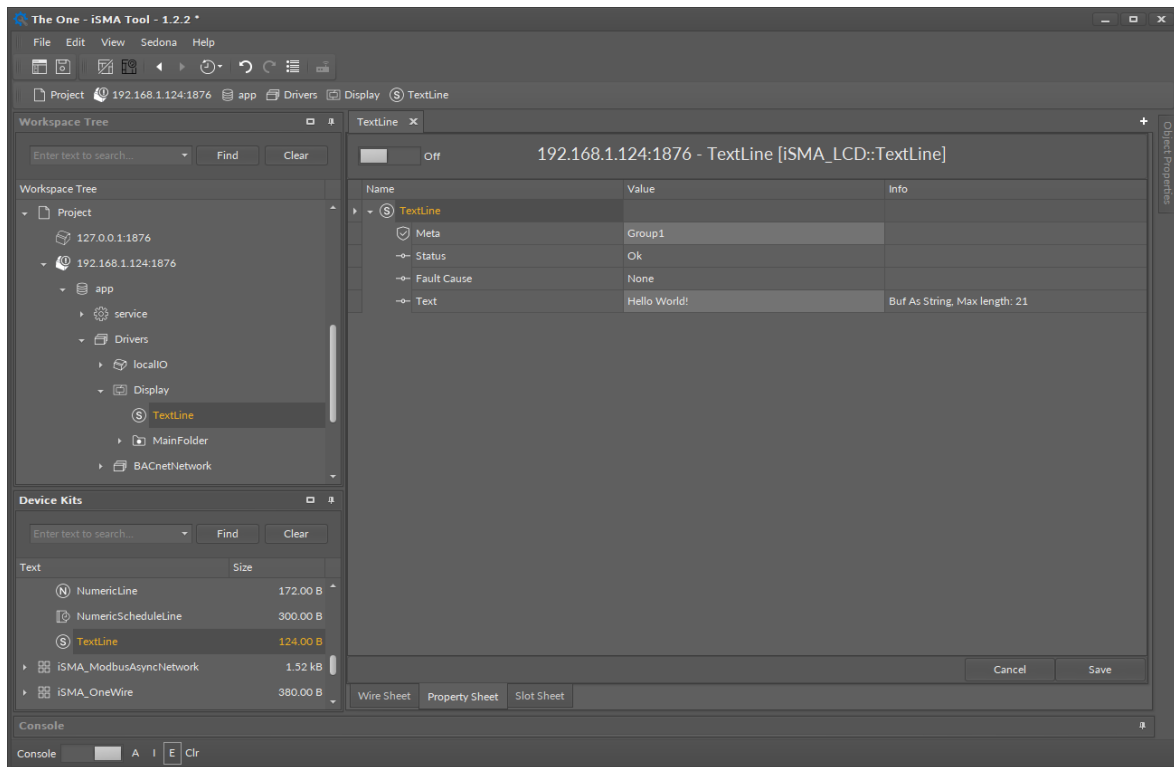 The One - iSMA Tool - 1.2.2 *
File Edit View Sedona Help
Project 192.168.1.124:1876 app Drivers Display TextLine
Workspace Tree
Enter text to search... Find Clear
Workspace Tree
Project
127.0.0.1:1876
192.168.1.124:1876
app
service
Drivers
localIO
Display
TextLine
MainFolder
BACnetNetwork
Device Kits
Enter text to search... Find Clear
Text Size
NumericLine 172.00 B
NumericScheduleLine 300.00 B
TextLine 124.00 B
iSMA_ModbusAsyncNetwork 1.52 kB
iSMA_OneWire 380.00 B
TextLine
Off 192.168.1.124:1876 - TextLine [iSMA_LCD::TextLine]
Name Value Info
TextLine
Meta Group1
Status Ok
Fault Cause None
Text Hello World! Buf As String, Max length: 21
Cancel Save
Wire Sheet Property Sheet Slot Sheet
Object Properties
Console
Console A I E Clr